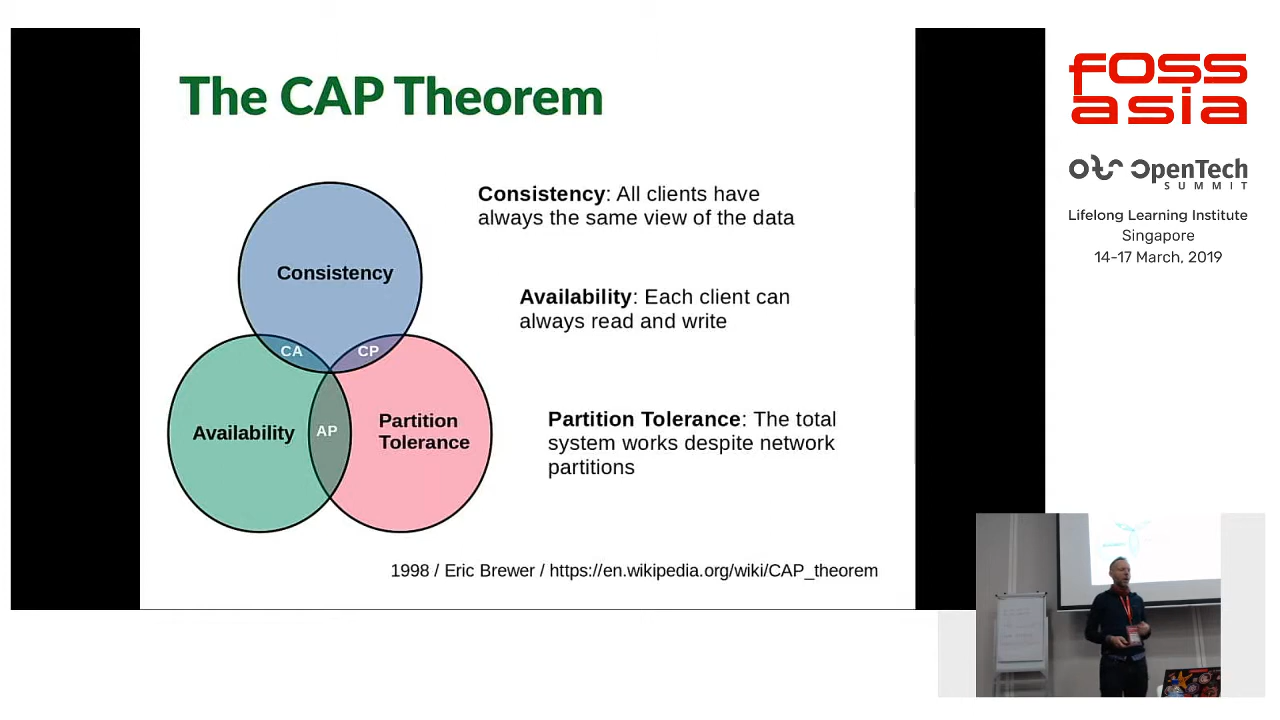 The CAP Theorem
Consistency: All clients have
always the same view of the data
Availability: Each client can
always read and write
Partition Tolerance: The total
system works despite network
partitions
Consistency
CA
CP
Availability
AP
Partition
Tolerance
1998 / Eric Brewer / https://en.wikipedia.org/wiki/CAP_theorem
FOSS
asia
OpenTech
SUMMIT
Lifelong Learning Institute
Singapore
14-17 March, 2019